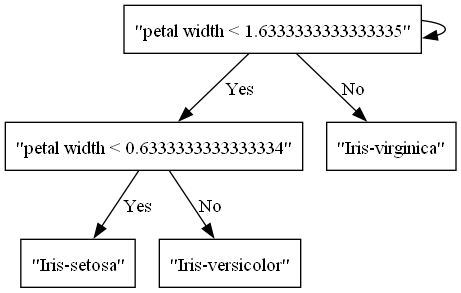 "petal width < 1.6333333333333335"
Yes
No
"petal width < 0.6333333333333334"
"Iris-virginica"
Yes
No
"Iris-setosa"
"Iris-versicolor"